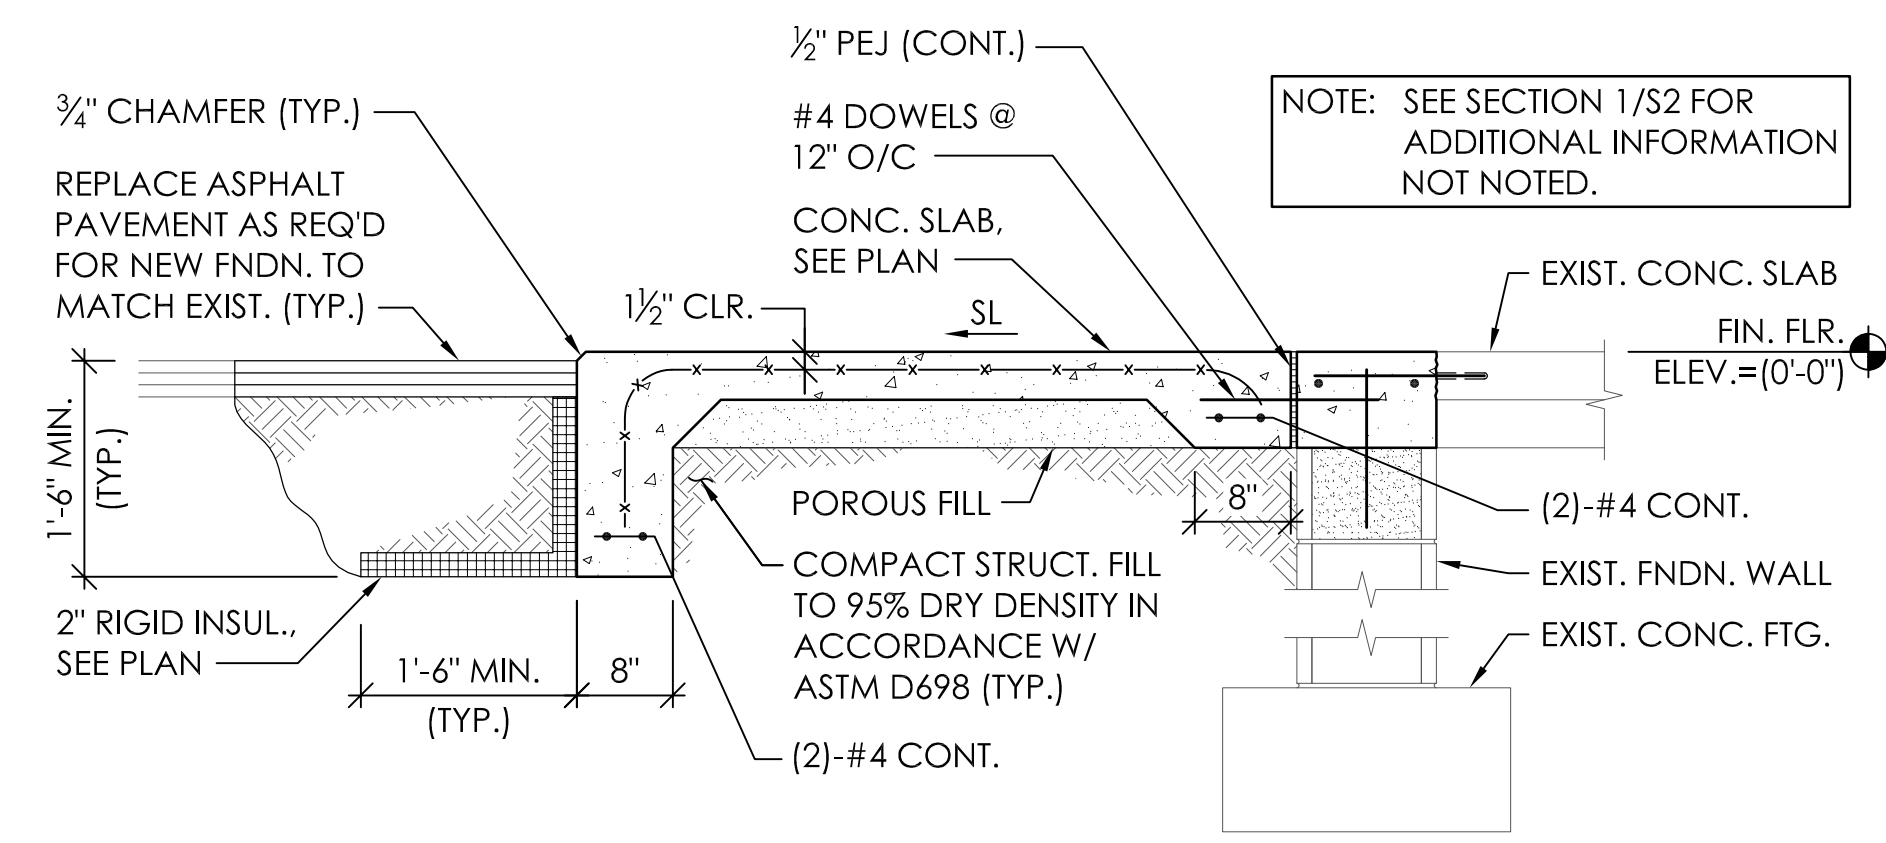 ½" PEJ (CONT.)
¾" CHAMFER (TYP.)
#4 DOWELS @
12" O/C
NOTE: SEE SECTION 1/S2 FOR
ADDITIONAL INFORMATION
NOT NOTED.
REPLACE ASPHALT
PAVEMENT AS REQ'D
FOR NEW FNDN. TO
MATCH EXIST. (TYP.)
CONC. SLAB,
SEE PLAN
1½" CLR.
SL
EXIST. CONC. SLAB
FIN. FLR.
ELEV.=(0'-0")
1'-6" MIN.
(TYP.)
POROUS FILL
8"
(2)-#4 CONT.
COMPACT STRUCT. FILL
TO 95% DRY DENSITY IN
ACCORDANCE W/
ASTM D698 (TYP.)
EXIST. FNDN. WALL
EXIST. CONC. FTG.
2" RIGID INSUL.,
SEE PLAN
1'-6" MIN.
(TYP.)
8"
(2)-#4 CONT.